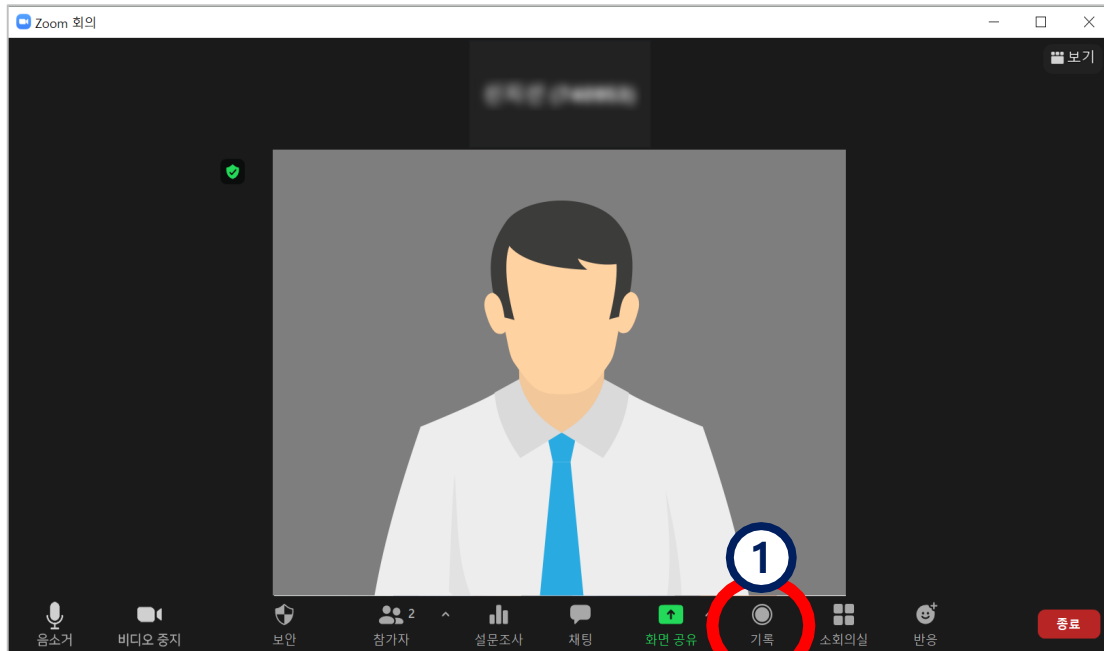 Zoom 회의
보기
1
음소거
비디오 중지
보안
참가자
2
설문조사
채팅
화면 공유
기록
소회의실
반응
종료